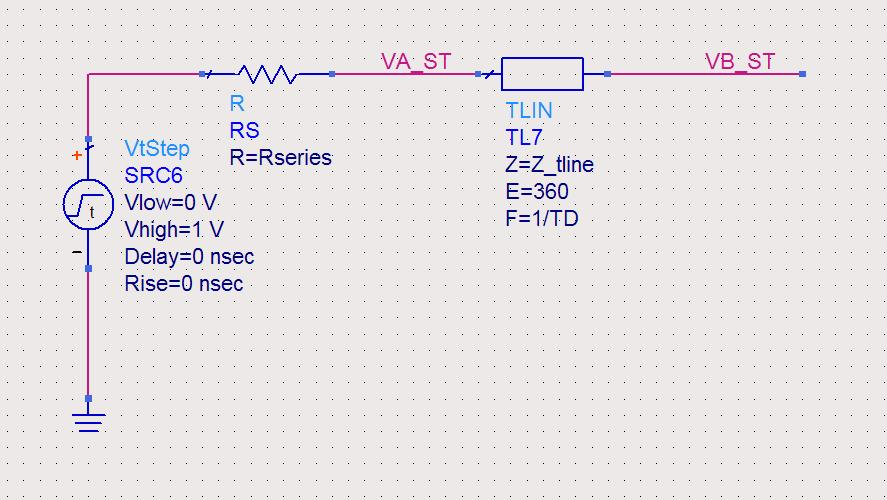 VA_ST
VB_ST
R
RS
R=Rseries
TLIN
TL7
Z=Z_tline
E=360
F=1/TD
+
t
−
VtStep
SRC6
Vlow=0 V
Vhigh=1 V
Delay=0 nsec
Rise=0 nsec